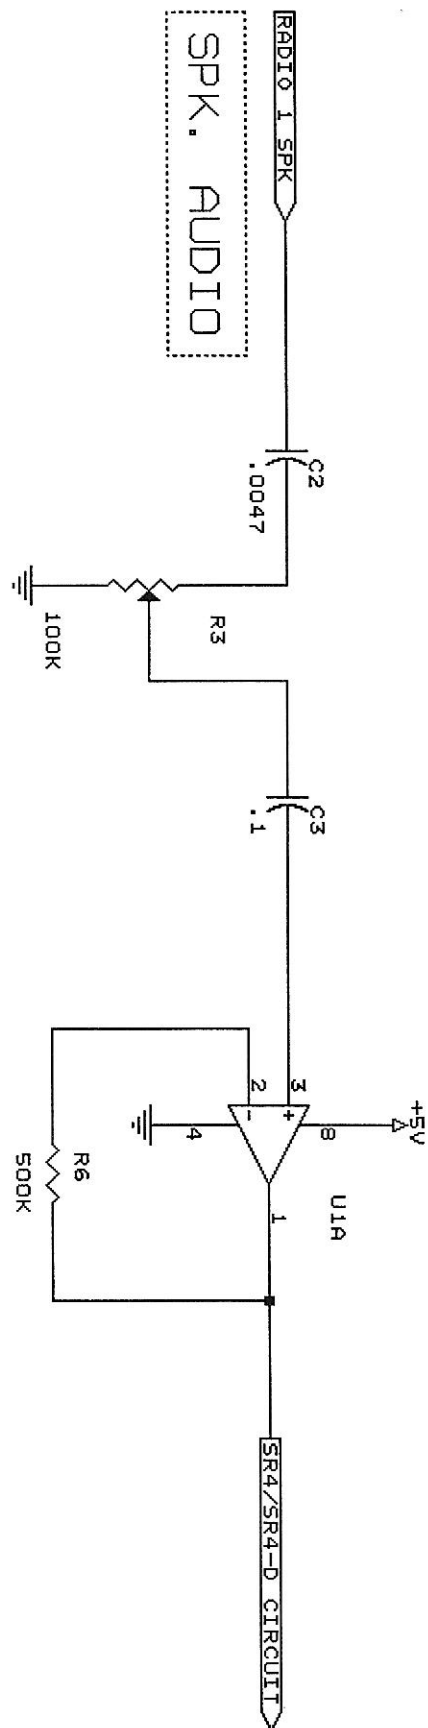 RADIO 1 SPK
SPK. AUDIO
C2
.0047
R3
100K
C3
.1
+5V
8
3
+
2
-
4
1
U1A
R6
500K
SR4/SR4-D CIRCUIT